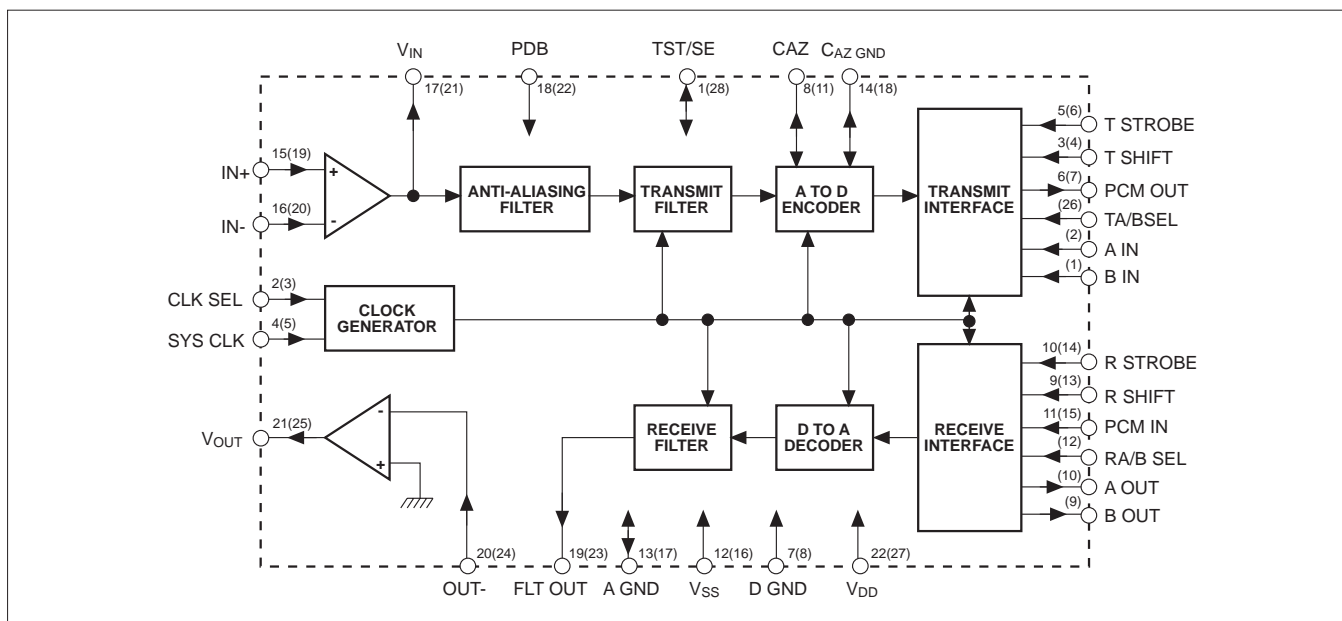 VIN
PDB
TST/SE
CAZ
CAZ GND
17(21)
18(22)
1(28)
8(11)
14(18)
5(6)
T STROBE
3(4)
T SHIFT
6(7)
PCM OUT
(26)
TA/BSEL
(2)
A IN
(1)
B IN
IN+
15(19)
+
IN-
16(20)
-
ANTI-ALIASING
FILTER
TRANSMIT
FILTER
A TO D
ENCODER
TRANSMIT
INTERFACE
CLK SEL
2(3)
SYS CLK
4(5)
CLOCK
GENERATOR
10(14)
R STROBE
9(13)
R SHIFT
11(15)
PCM IN
(12)
RA/B SEL
(10)
A OUT
(9)
B OUT
VOUT
21(25)
-
+
RECEIVE
FILTER
D TO A
DECODER
RECEIVE
INTERFACE
20(24)
19(23)
13(17)
12(16)
7(8)
22(27)
OUT-
FLT OUT
A GND
VSS
D GND
VDD